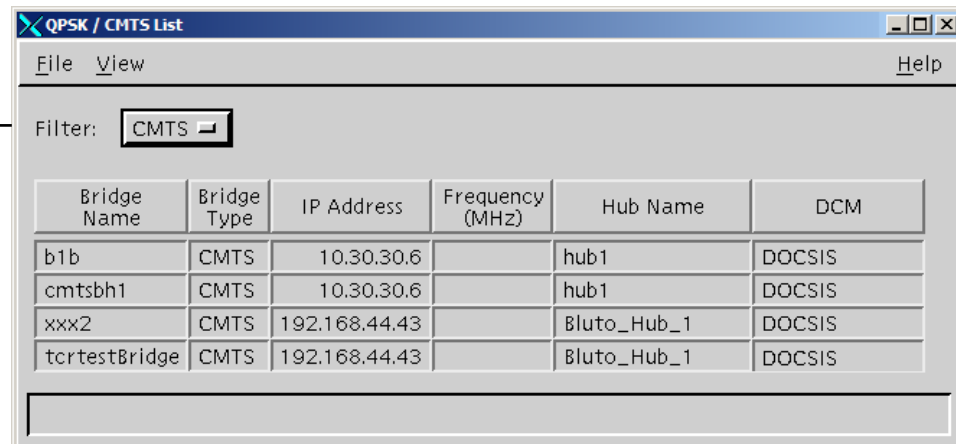 QPSK / CMTS List
File View Help
Filter: CMTS
Bridge Name Bridge Type IP Address Frequency (MHz) Hub Name DCM
b1b CMTS 10.30.30.6 hub1 DOCSIS
cmtsbh1 CMTS 10.30.30.6 hub1 DOCSIS
xxx2 CMTS 192.168.44.43 Bluto_Hub_1 DOCSIS
tcrtestBridge CMTS 192.168.44.43 Bluto_Hub_1 DOCSIS